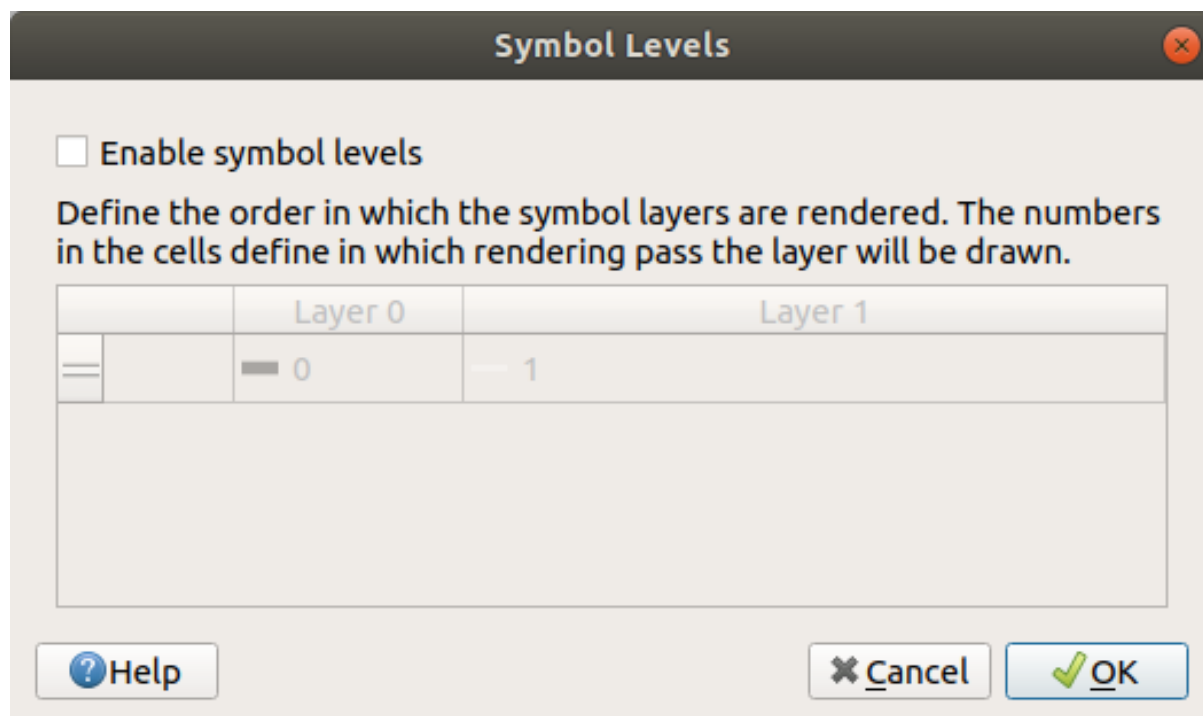 Symbol Levels
Enable symbol levels
Define the order in which the symbol layers are rendered. The numbers
in the cells define in which rendering pass the layer will be drawn.
Layer 0 Layer 1
0 1
Help Cancel OK